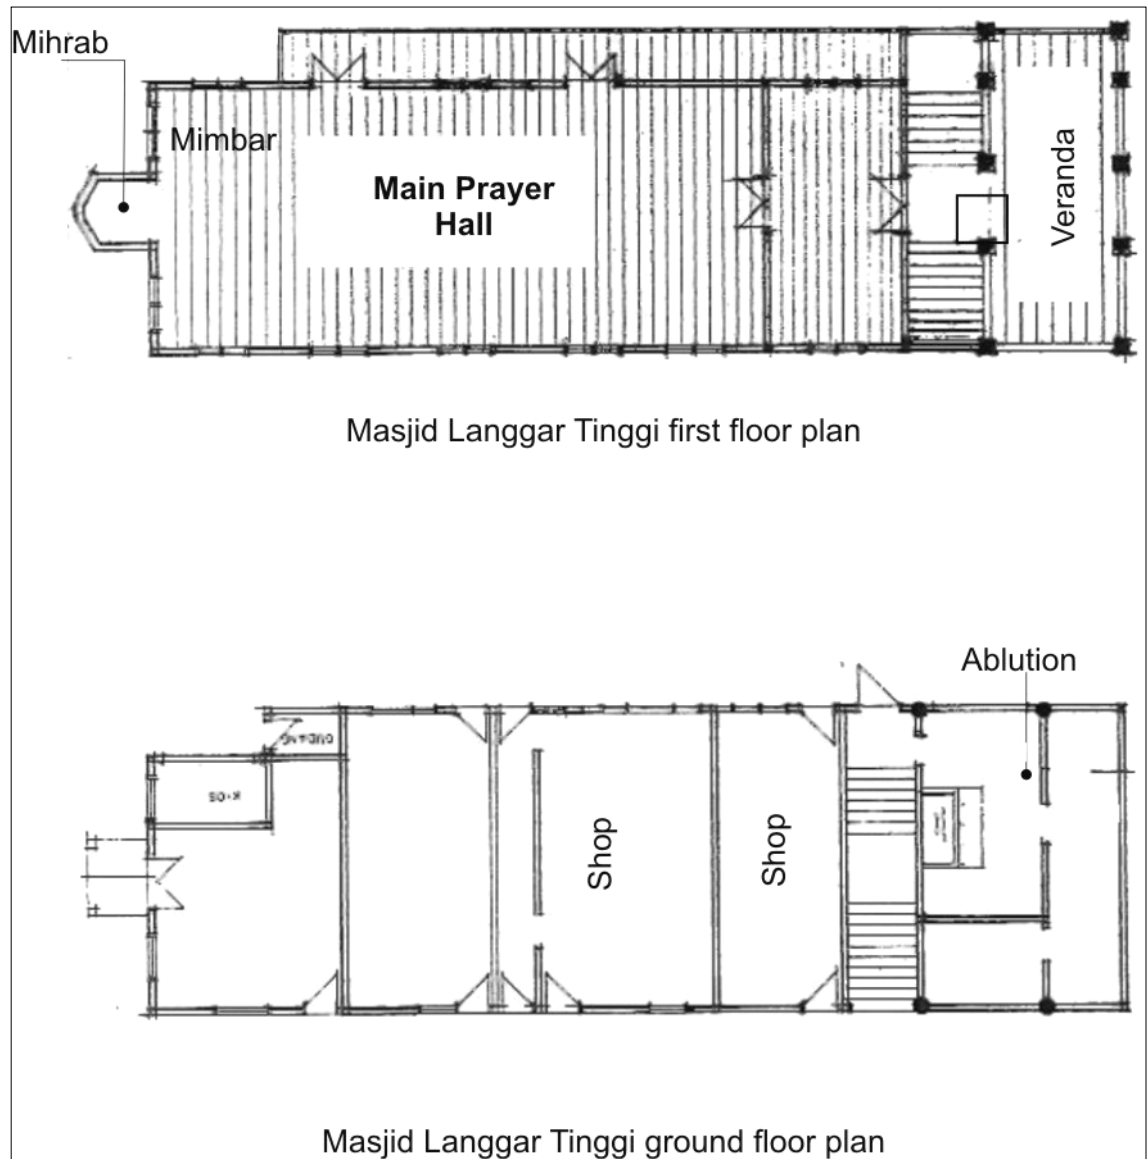 Mihrab
Mimbar
Main Prayer
Hall
Veranda
Masjid Langgar Tinggi first floor plan
Ablution
GUDANG
Shop
Shop
Masjid Langgar Tinggi ground floor plan